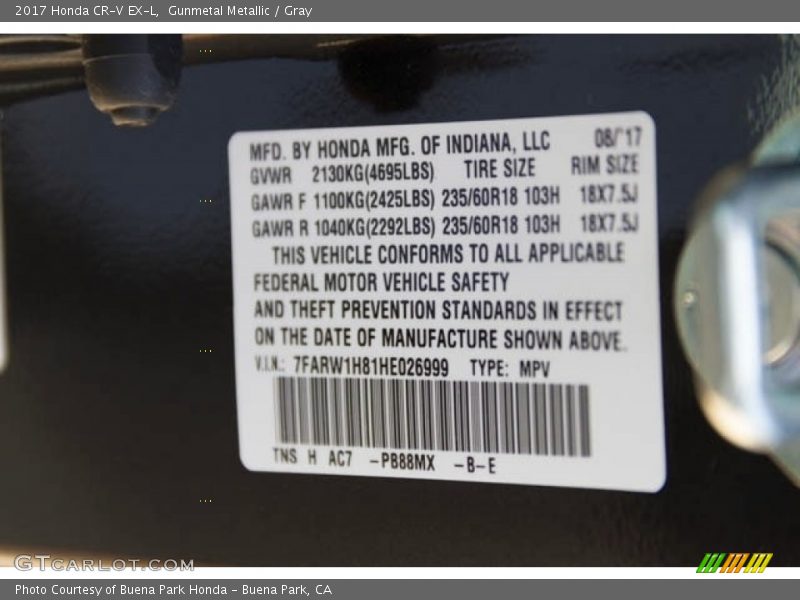 2017 Honda CR-V EX-L,  Gunmetal Metallic / Gray
MFD. BY HONDA MFG. OF INDIANA, LLC 08/'17
GVWR 2130KG(4695LBS) TIRE SIZE RIM SIZE
GAWR F 1100KG(2425LBS) 235/60R18 103H 18X7.5J
GAWR R 1040KG(2292LBS) 235/60R18 103H 18X7.5J
THIS VEHICLE CONFORMS TO ALL APPLICABLE
FEDERAL MOTOR VEHICLE SAFETY
AND THEFT PREVENTION STANDARDS IN EFFECT
ON THE DATE OF MANUFACTURE SHOWN ABOVE.
V.I.N.: 7FARW1H81HE026999 TYPE: MPV
TNS H AC7 -PB88MX -B-E
GTCARLOT.COM
Photo Courtesy of Buena Park Honda - Buena Park, CA